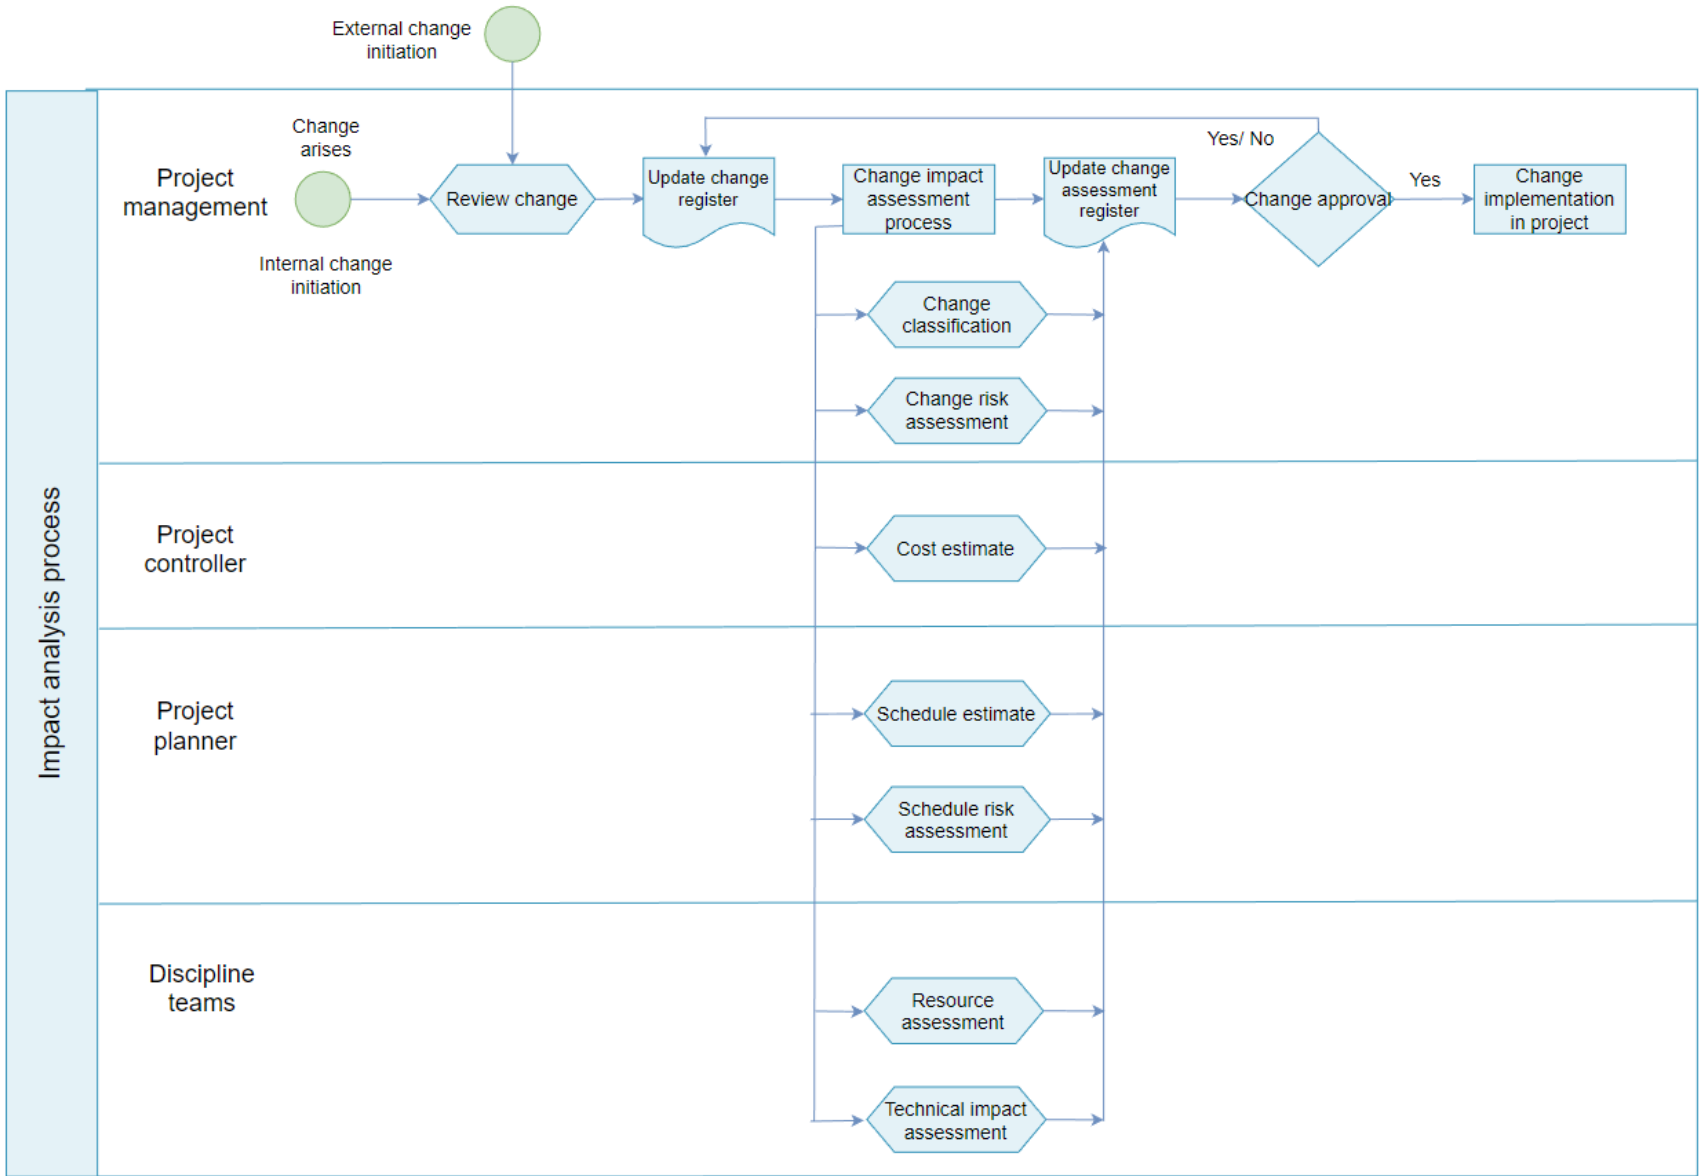 External change
initiation
Change
arises
Yes/ No
Project
management
Review change
Update change
register
Change impact
assessment
process
Update change
assessment
register
Change approval
Yes
Change
implementation
in project
Internal change
initiation
Change
classification
Change risk
assessment
Impact analysis process
Project
controller
Cost estimate
Project
planner
Schedule estimate
Schedule risk
assessment
Discipline
teams
Resource
assessment
Technical impact
assessment